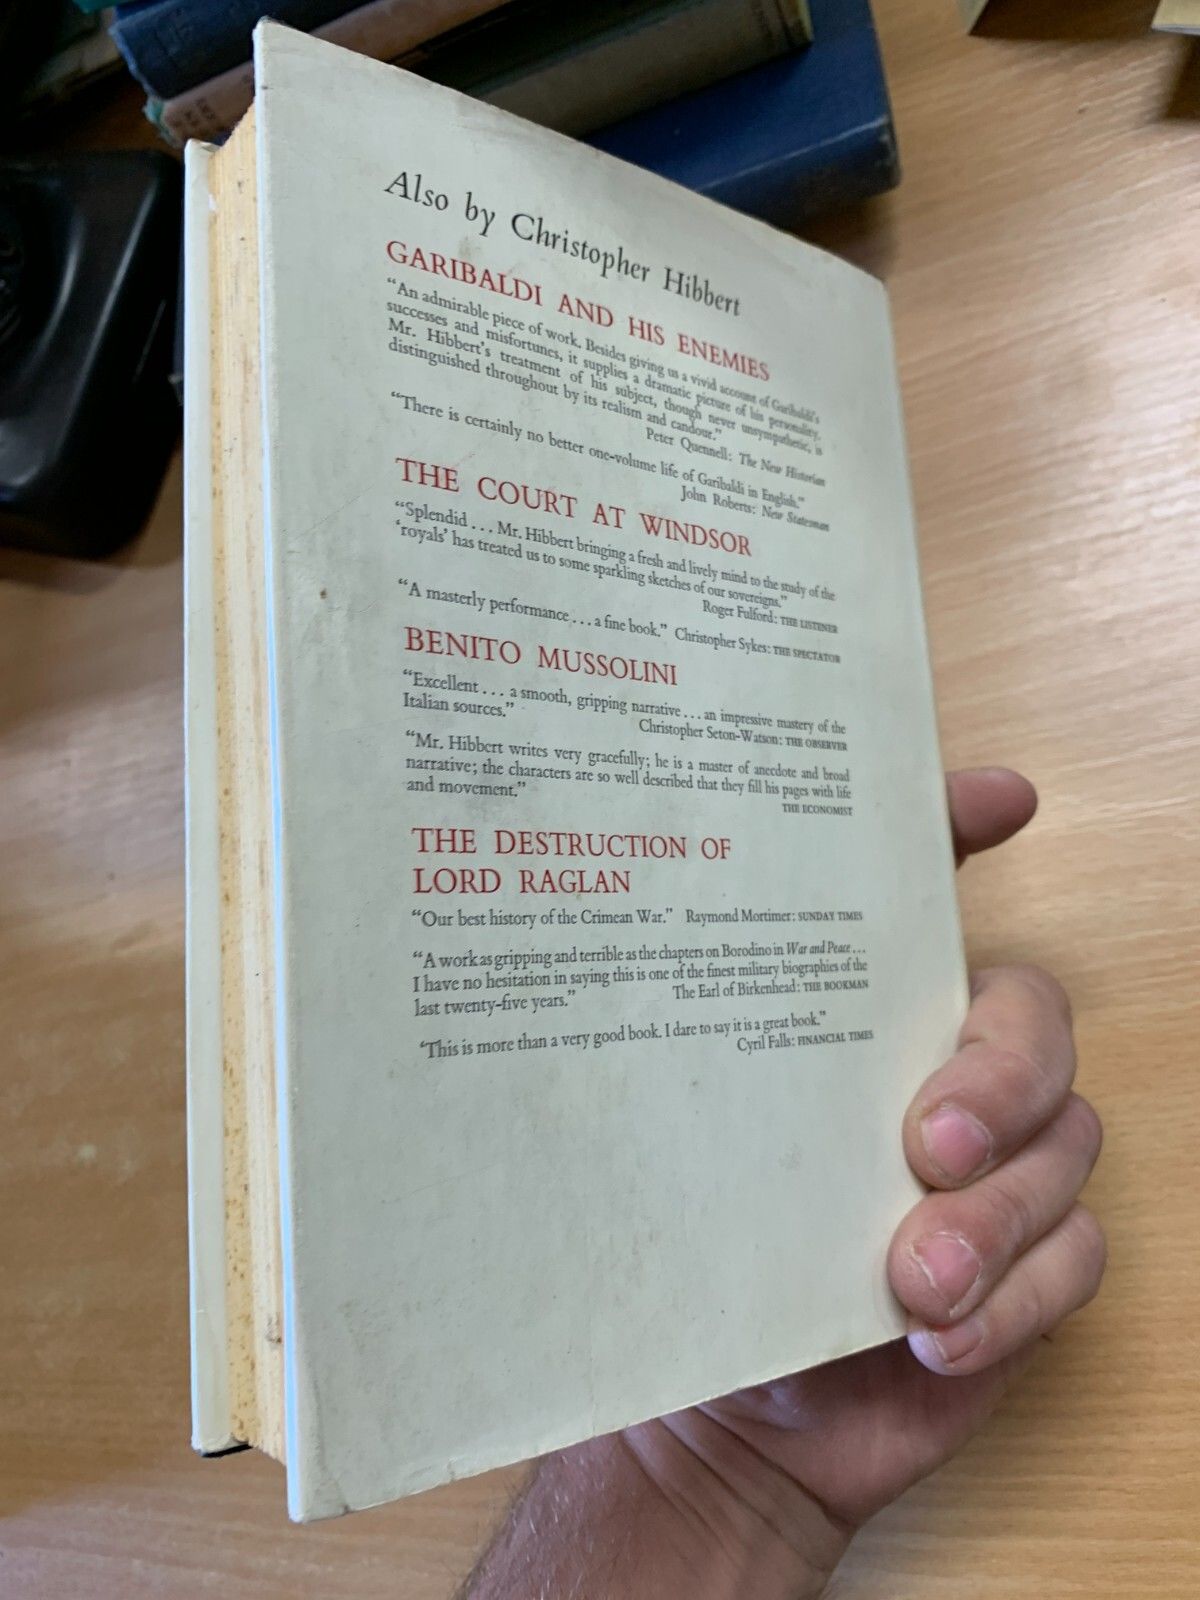 Also by Christopher Hibbert
GARIBALDI AND HIS ENEMIES
“An admirable piece of work. Besides giving us a vivid account of Garibaldi's
successes and misfortunes, it supplies a dramatic picture of his personality.
Mr. Hibbert's treatment of his subject, though never unsympathetic, is
distinguished throughout by its realism and candour.”
Peter Quennell: The New Historian
“There is certainly no better one-volume life of Garibaldi in English.”
John Roberts: New Statesman
THE COURT AT WINDSOR
“Splendid . . . Mr. Hibbert bringing a fresh and lively mind to the study of the
‘royals’ has treated us to some sparkling sketches of our sovereigns.”
Roger Fulford: THE LISTENER
“A masterly performance . . . a fine book.” Christopher Sykes: THE SPECTATOR
BENITO MUSSOLINI
“Excellent . . . a smooth, gripping narrative . . . an impressive mastery of the
Italian sources.”
Christopher Seton-Watson: THE OBSERVER
“Mr. Hibbert writes very gracefully; he is a master of anecdote and broad
narrative; the characters are so well described that they fill his pages with life
and movement.”
THE ECONOMIST
THE DESTRUCTION OF
LORD RAGLAN
“Our best history of the Crimean War.” Raymond Mortimer: SUNDAY TIMES
“A work as gripping and terrible as the chapters on Borodino in War and Peace . . .
I have no hesitation in saying this is one of the finest military biographies of the
last twenty-five years.” The Earl of Birkenhead: THE BOOKMAN
‘This is more than a very good book. I dare to say it is a great book.”
Cyril Falls: FINANCIAL TIMES